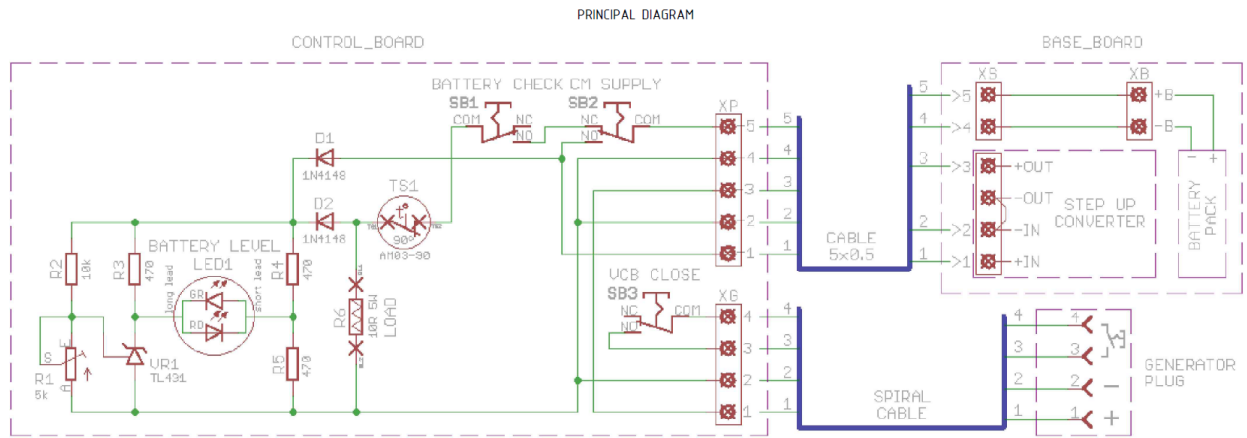 PRINCIPAL DIAGRAM
CONTROL_BOARD
BASE_BOARD
BATTERY CHECK
CM SUPPLY
SB1
SB2
COM
NC
NO
NC
NO
COM
XP
5
4
3
2
1
5
4
3
2
1
CABLE
5x0.5
5
4
3
2
1
>5
>4
>3
>2
>1
XS
XB
+B
-B
+OUT
-OUT
-IN
+IN
STEP UP
CONVERTER
- +
BATTERY
PACK
D1
1N4148
D2
1N4148
TS1
t°
90°
AM03-90
BATTERY LEVEL
LED1
long lead
short lead
GR
RD
R2
10k
R3
470
R4
470
R5
470
R6
10R 5W
LOAD
R1
5k
S
E
A
VR1
TL431
VCB CLOSE
SB3
NC
NO
COM
XG
4
3
2
1
4
3
2
1
SPIRAL
CABLE
4
3
2
1
4
3
2
1
-
+
GENERATOR
PLUG